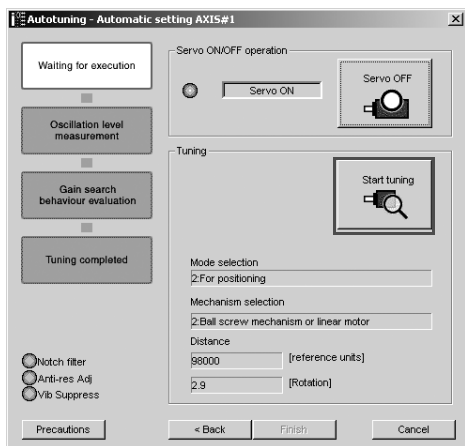 Autotuning - Automatic setting AXIS#1
Waiting for execution
Oscillation level
measurement
Gain search
behaviour evaluation
Tuning completed
Notch filter
Anti-res Adj
Vib Suppress
Precautions
Servo ON/OFF operation
Servo ON
Servo OFF
Tuning
Start tuning
Mode selection
2:For positioning
Mechanism selection
2:Ball screw mechanism or linear motor
Distance
98000 [reference units]
2.9 [Rotation]
< Back
Finish
Cancel